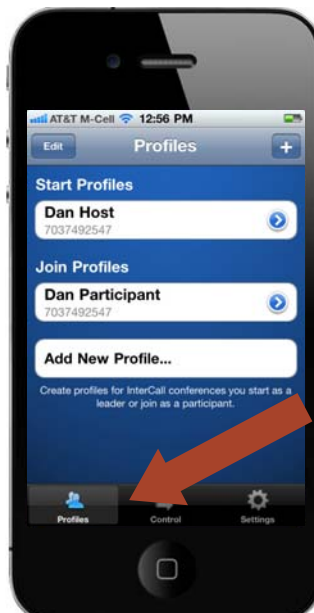 AT&T M-Cell 12:56 PM
Edit Profiles +
Start Profiles
Dan Host
7037492547
Join Profiles
Dan Participant
7037492547
Add New Profile...
Create profiles for InterCall conferences you start as a
leader or join as a participant.
Profiles Control Settings